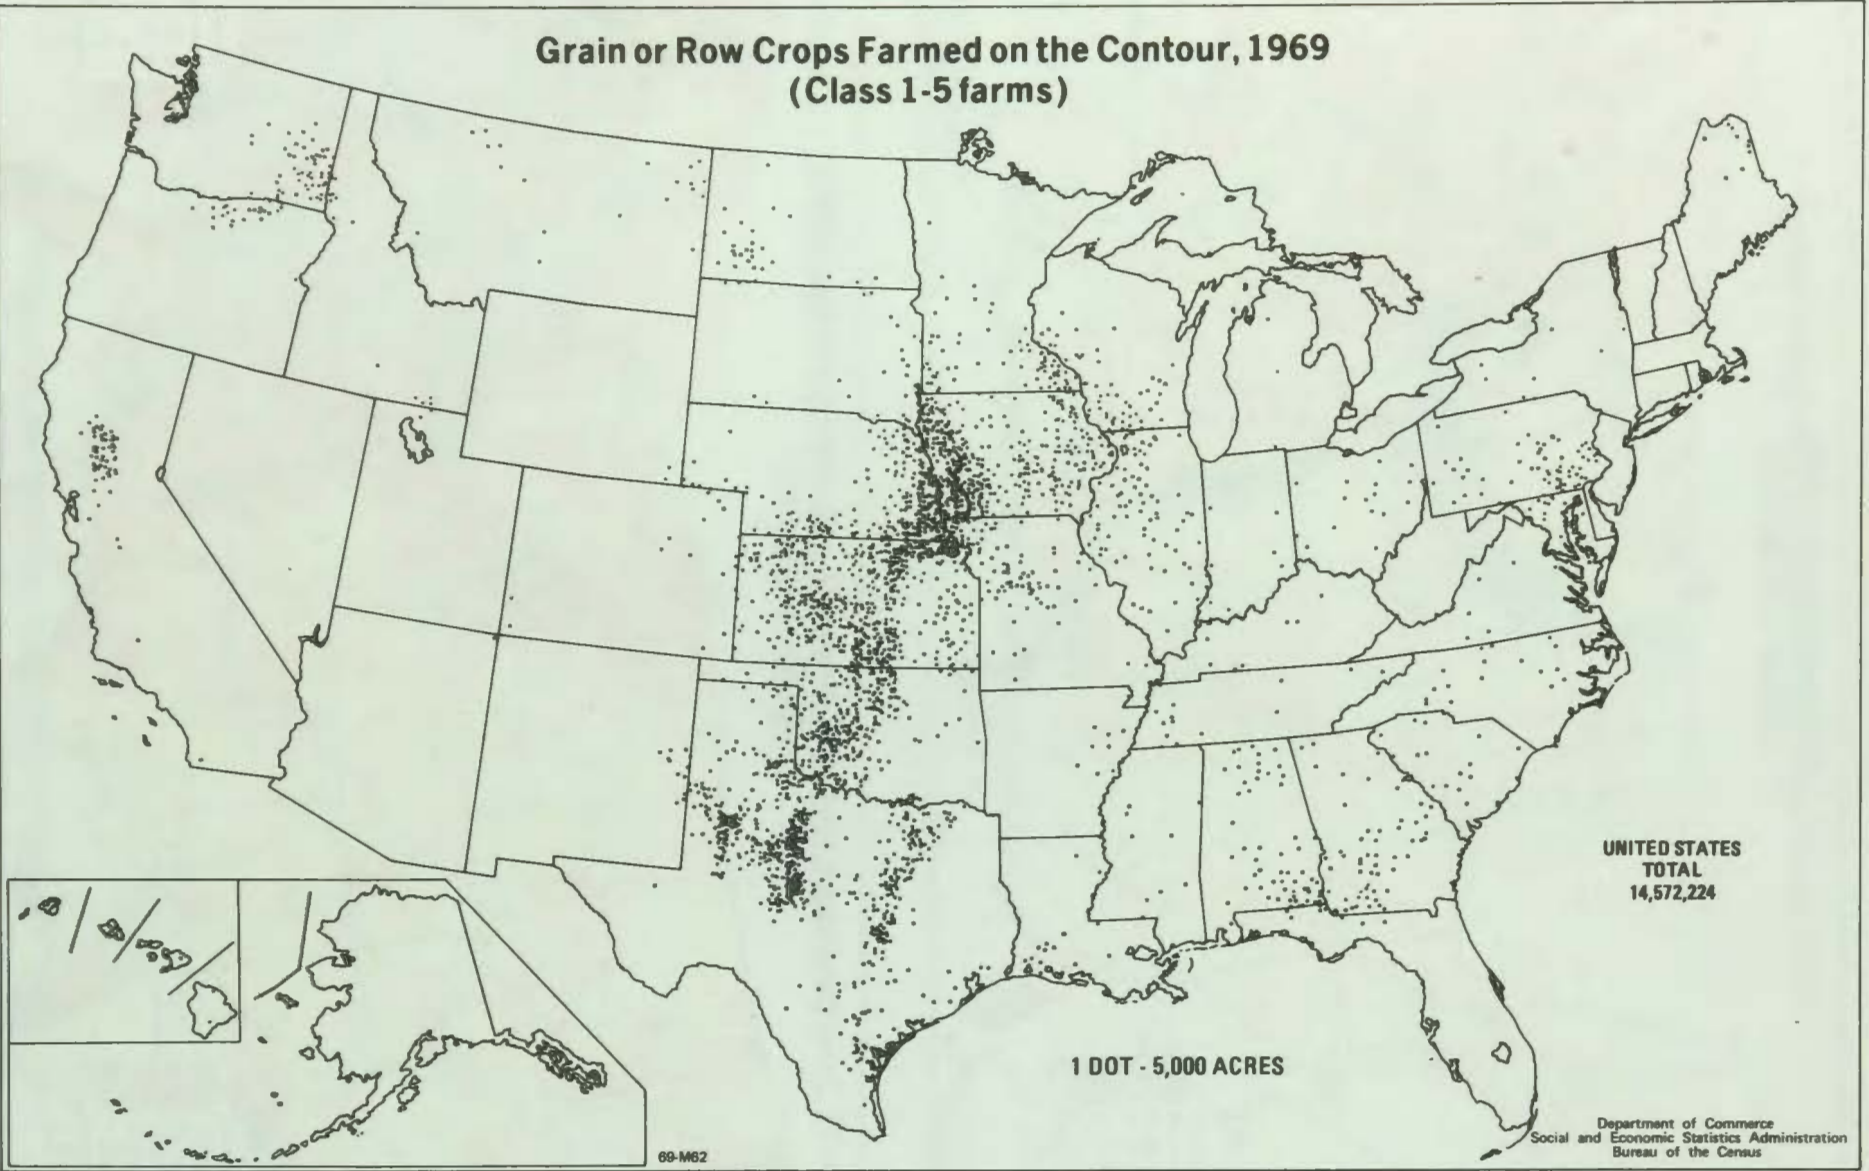 Grain or Row Crops Farmed on the Contour, 1969
(Class 1-5 farms)
UNITED STATES
TOTAL
14,572,224
1 DOT - 5,000 ACRES
Department of Commerce
Social and Economic Statistics Administration
Bureau of the Census
69-M62